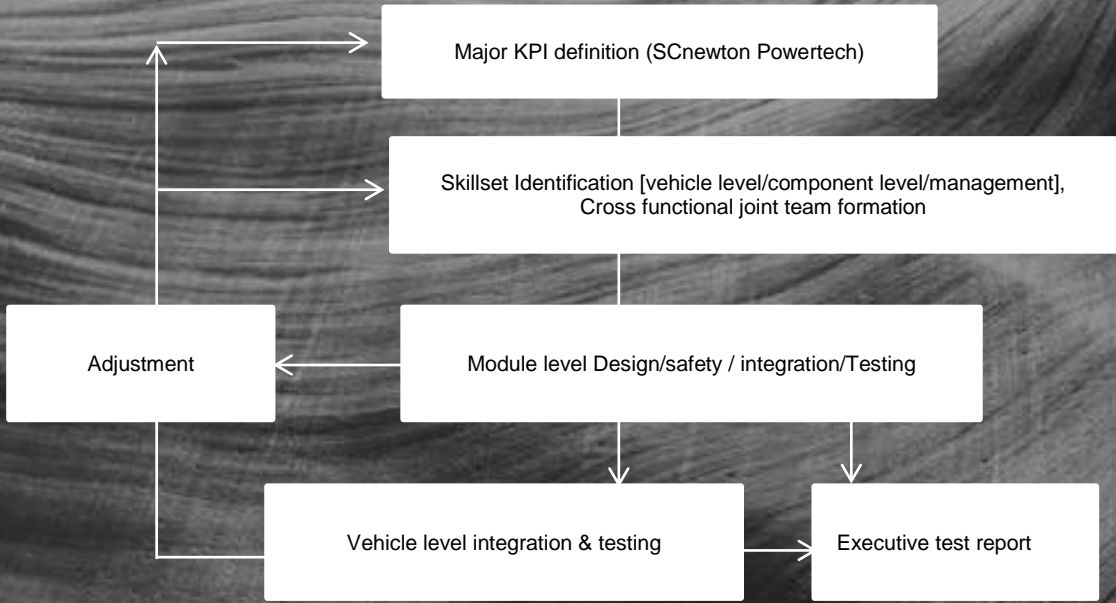 Major KPI definition (SCnewton Powertech)
Skillset Identification [vehicle level/component level/management],
Cross functional joint team formation
Adjustment
Module level Design/safety / integration/Testing
Vehicle level integration & testing
Executive test report